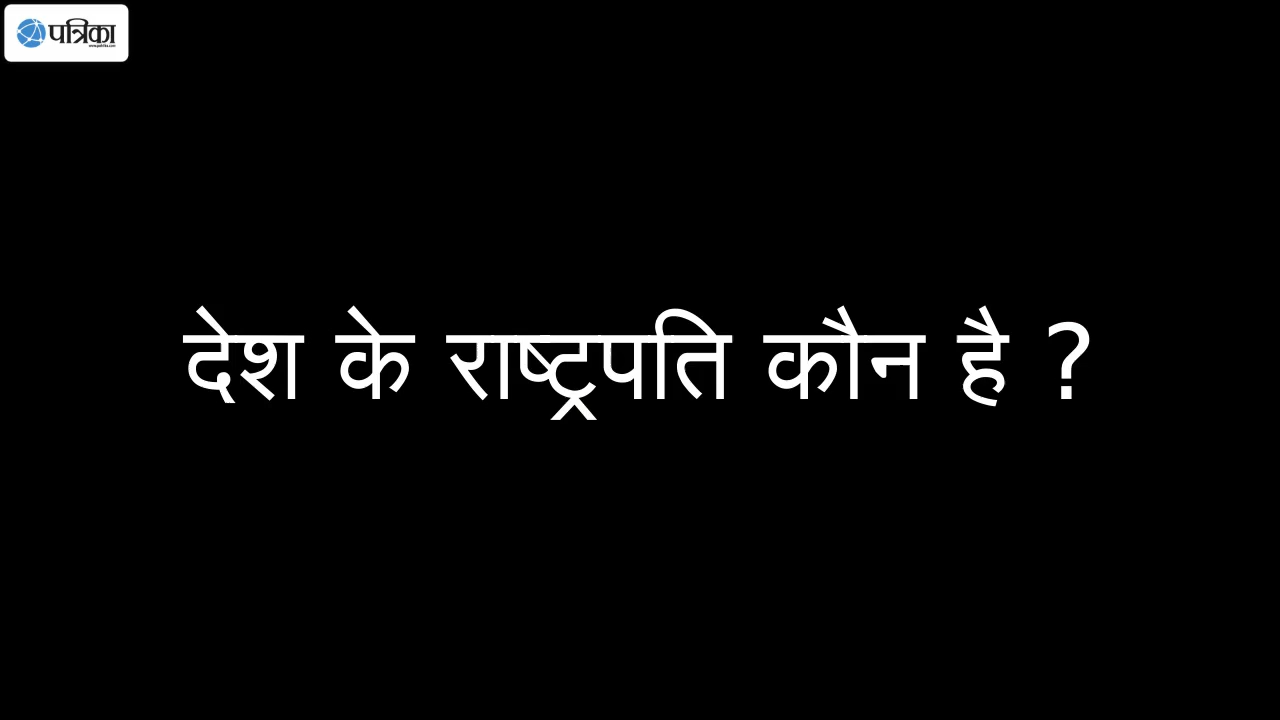 पत्रिका
देश के राष्ट्रपति कौन है ?